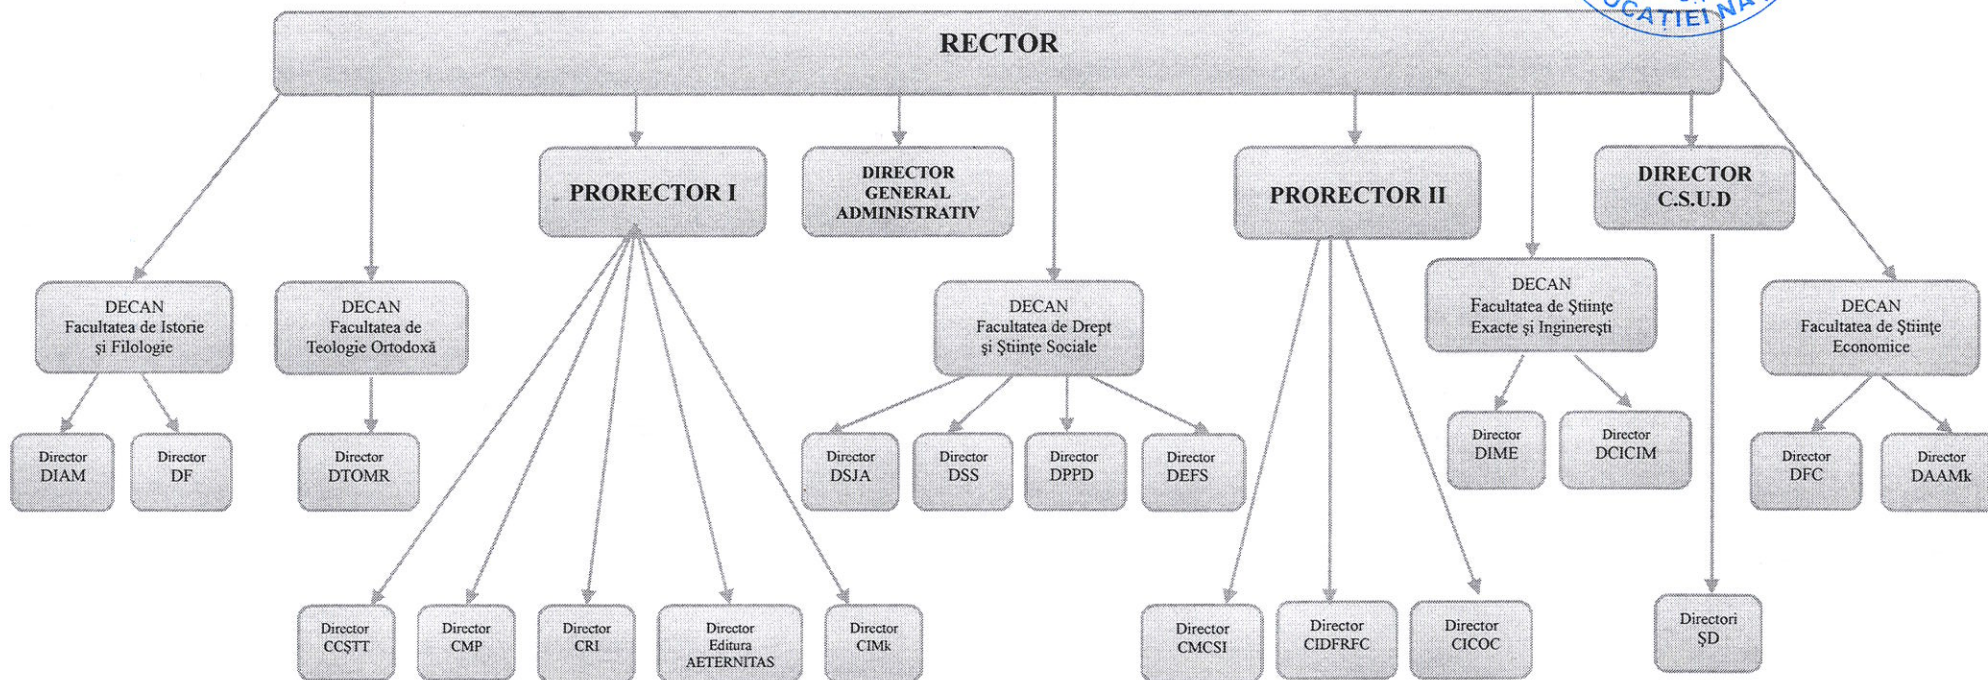 UCAȚIEI NA
RECTOR
PRORECTOR I
DIRECTOR
GENERAL
ADMINISTRATIV
PRORECTOR II
DIRECTOR
C.S.U.D
DECAN
Facultatea de Istorie
şi Filologie
DECAN
Facultatea de
Teologie Ortodoxă
DECAN
Facultatea de Drept
şi Ştiinţe Sociale
DECAN
Facultatea de Ştiinţe
Exacte şi Inginereşti
DECAN
Facultatea de Ştiinţe
Economice
Director
DIAM
Director
DF
Director
DTOMR
Director
DSJA
Director
DSS
Director
DPPD
Director
DEFS
Director
DIME
Director
DCICIM
Director
DFC
Director
DAAMk
Director
CCŞTT
Director
CMP
Director
CRI
Director
Editura
AETERNITAS
Director
CIMk
Director
CMCSI
Director
CIDFRFC
Director
CICOC
Directori
ŞD